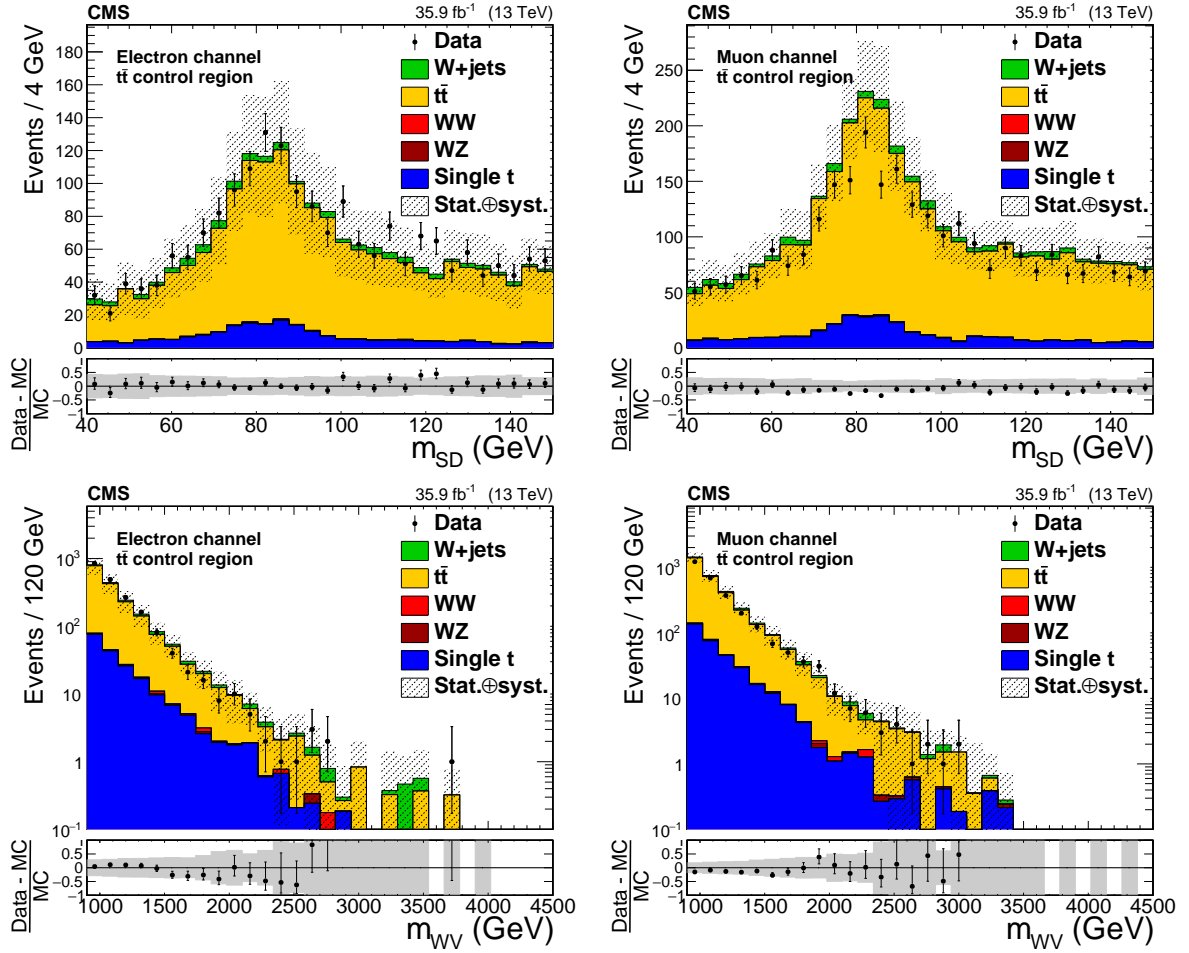 CMS 35.9 fb⁻¹ (13 TeV)
Electron channel
tt̄ control region
Data
W+jets
tt̄
WW
WZ
Single t
Stat.⊕syst.
Events / 4 GeV
0 20 40 60 80 100 120 140 160 180
Data - MC
MC
0.5
0
−0.5
−1
40 60 80 100 120 140
m_SD (GeV)
CMS 35.9 fb⁻¹ (13 TeV)
Muon channel
tt̄ control region
Data
W+jets
tt̄
WW
WZ
Single t
Stat.⊕syst.
Events / 4 GeV
0 50 100 150 200 250
Data - MC
MC
0.5
0
−0.5
−1
40 60 80 100 120 140
m_SD (GeV)
CMS 35.9 fb⁻¹ (13 TeV)
Electron channel
tt̄ control region
Data
W+jets
tt̄
WW
WZ
Single t
Stat.⊕syst.
Events / 120 GeV
10⁻¹ 1 10 10² 10³
Data - MC
MC
0.5
0
−0.5
−1
1000 1500 2000 2500 3000 3500 4000 4500
m_WV (GeV)
CMS 35.9 fb⁻¹ (13 TeV)
Muon channel
tt̄ control region
Data
W+jets
tt̄
WW
WZ
Single t
Stat.⊕syst.
Events / 120 GeV
10⁻¹ 1 10 10² 10³
Data - MC
MC
0.5
0
−0.5
−1
1000 1500 2000 2500 3000 3500 4000 4500
m_WV (GeV)